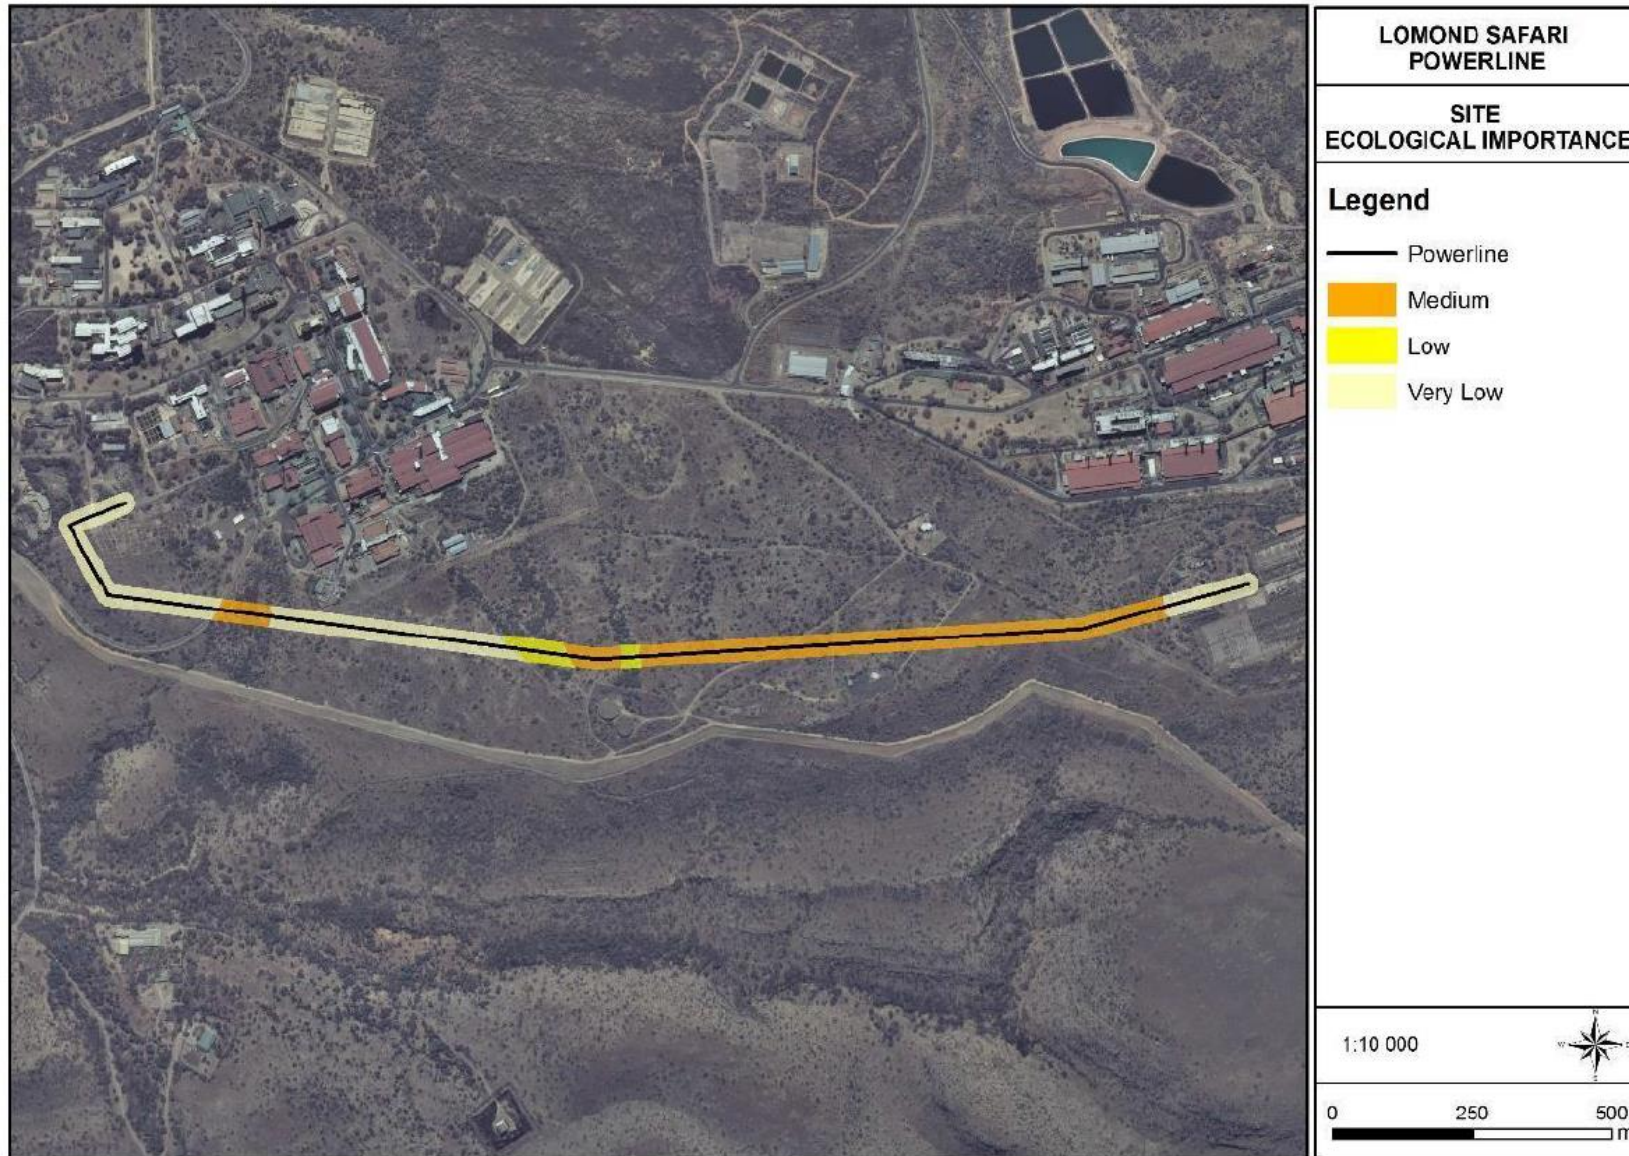 LOMOND SAFARI
POWERLINE
SITE
ECOLOGICAL IMPORTANCE
Legend
Powerline
Medium
Low
Very Low
1:10 000
N
W
S
0 250 500
m